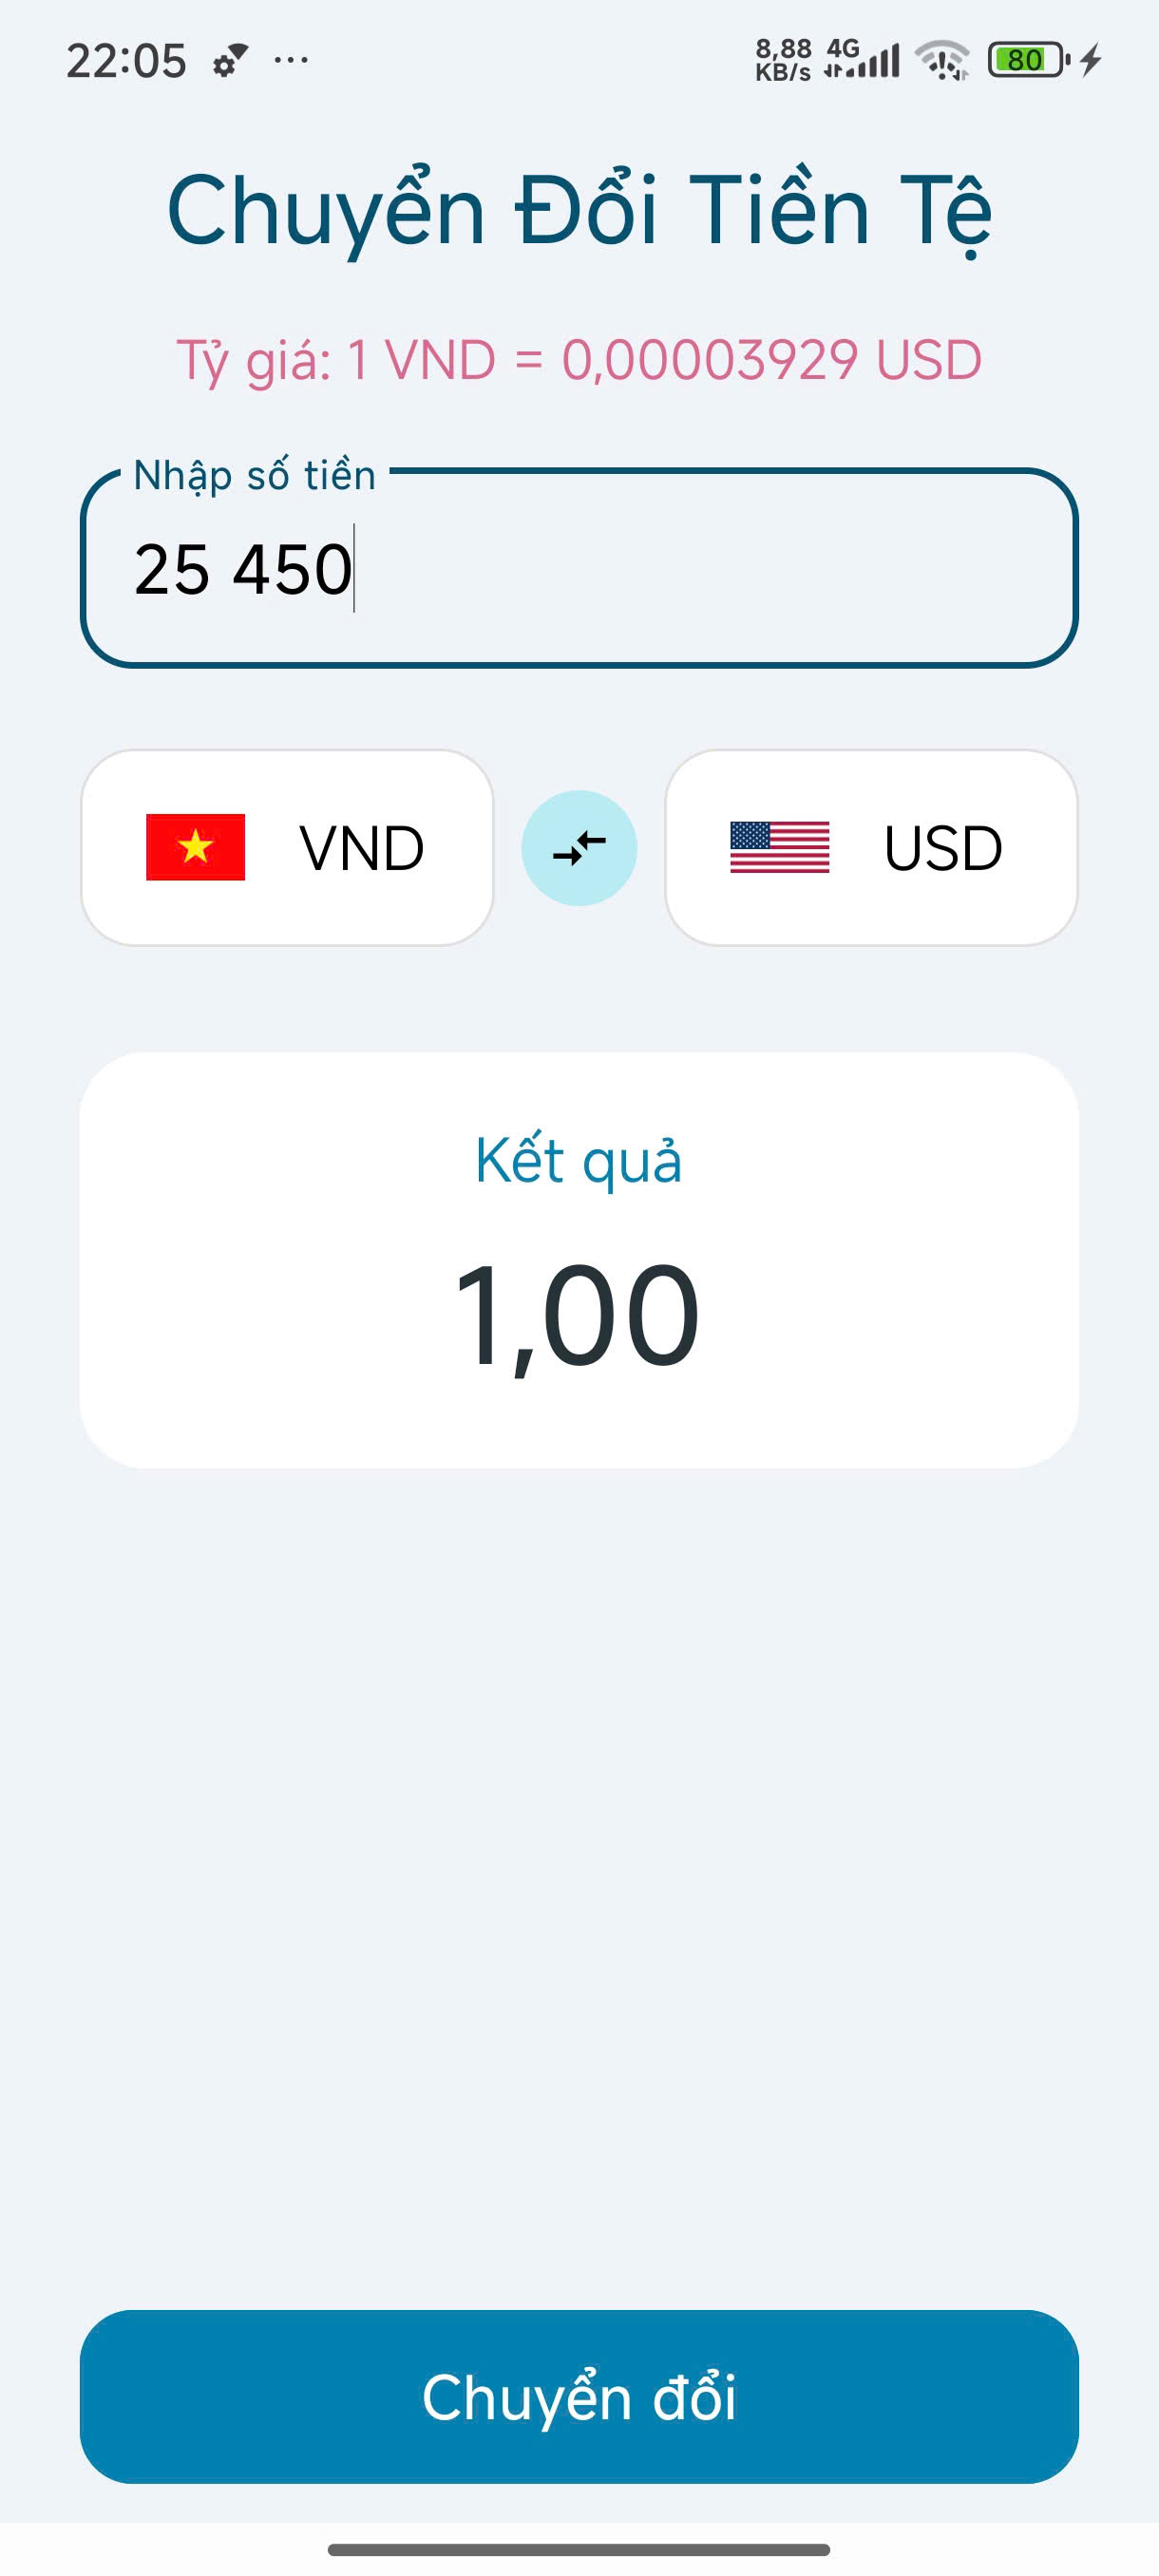 22:05 ... 8,88 KB/s 4G 80
Chuyển Đổi Tiền Tệ
Tỷ giá: 1 VND = 0,00003929 USD
Nhập số tiền
25 450
VND USD
Kết quả
1,00
Chuyển đổi